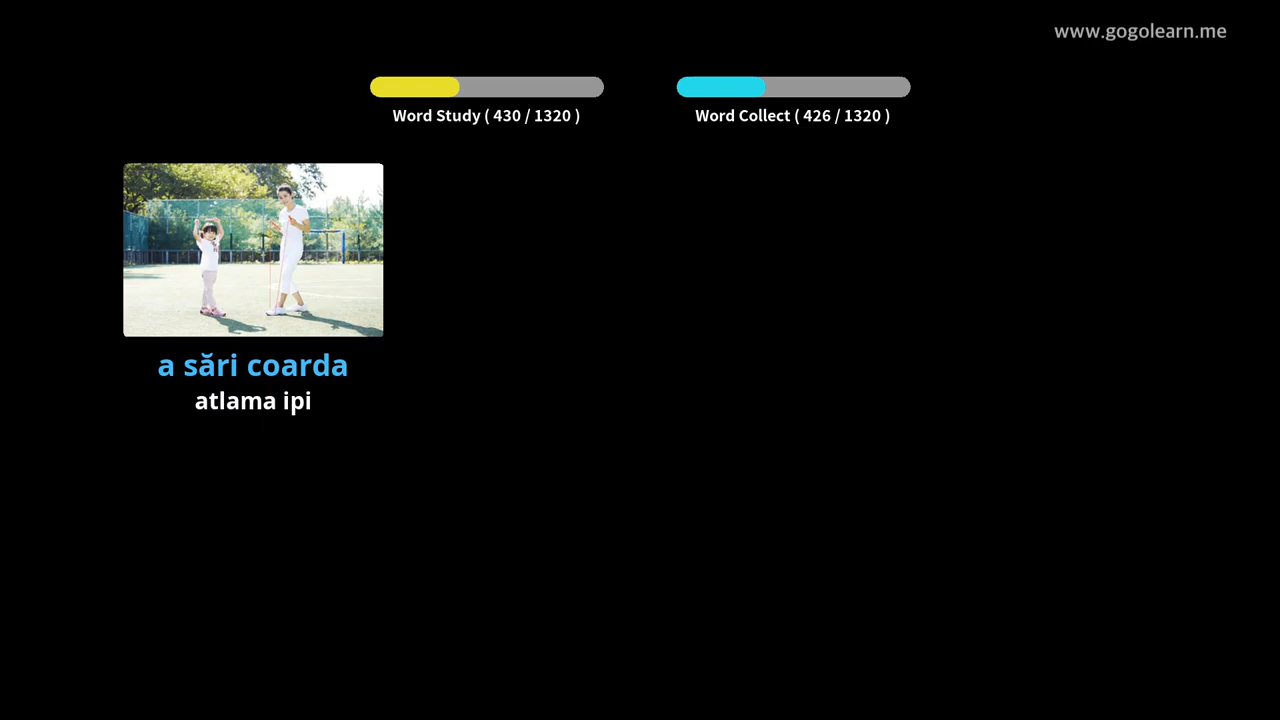 www.gogolearn.me
Word Study ( 430 / 1320 )
Word Collect ( 426 / 1320 )
a sări coarda
atlama ipi